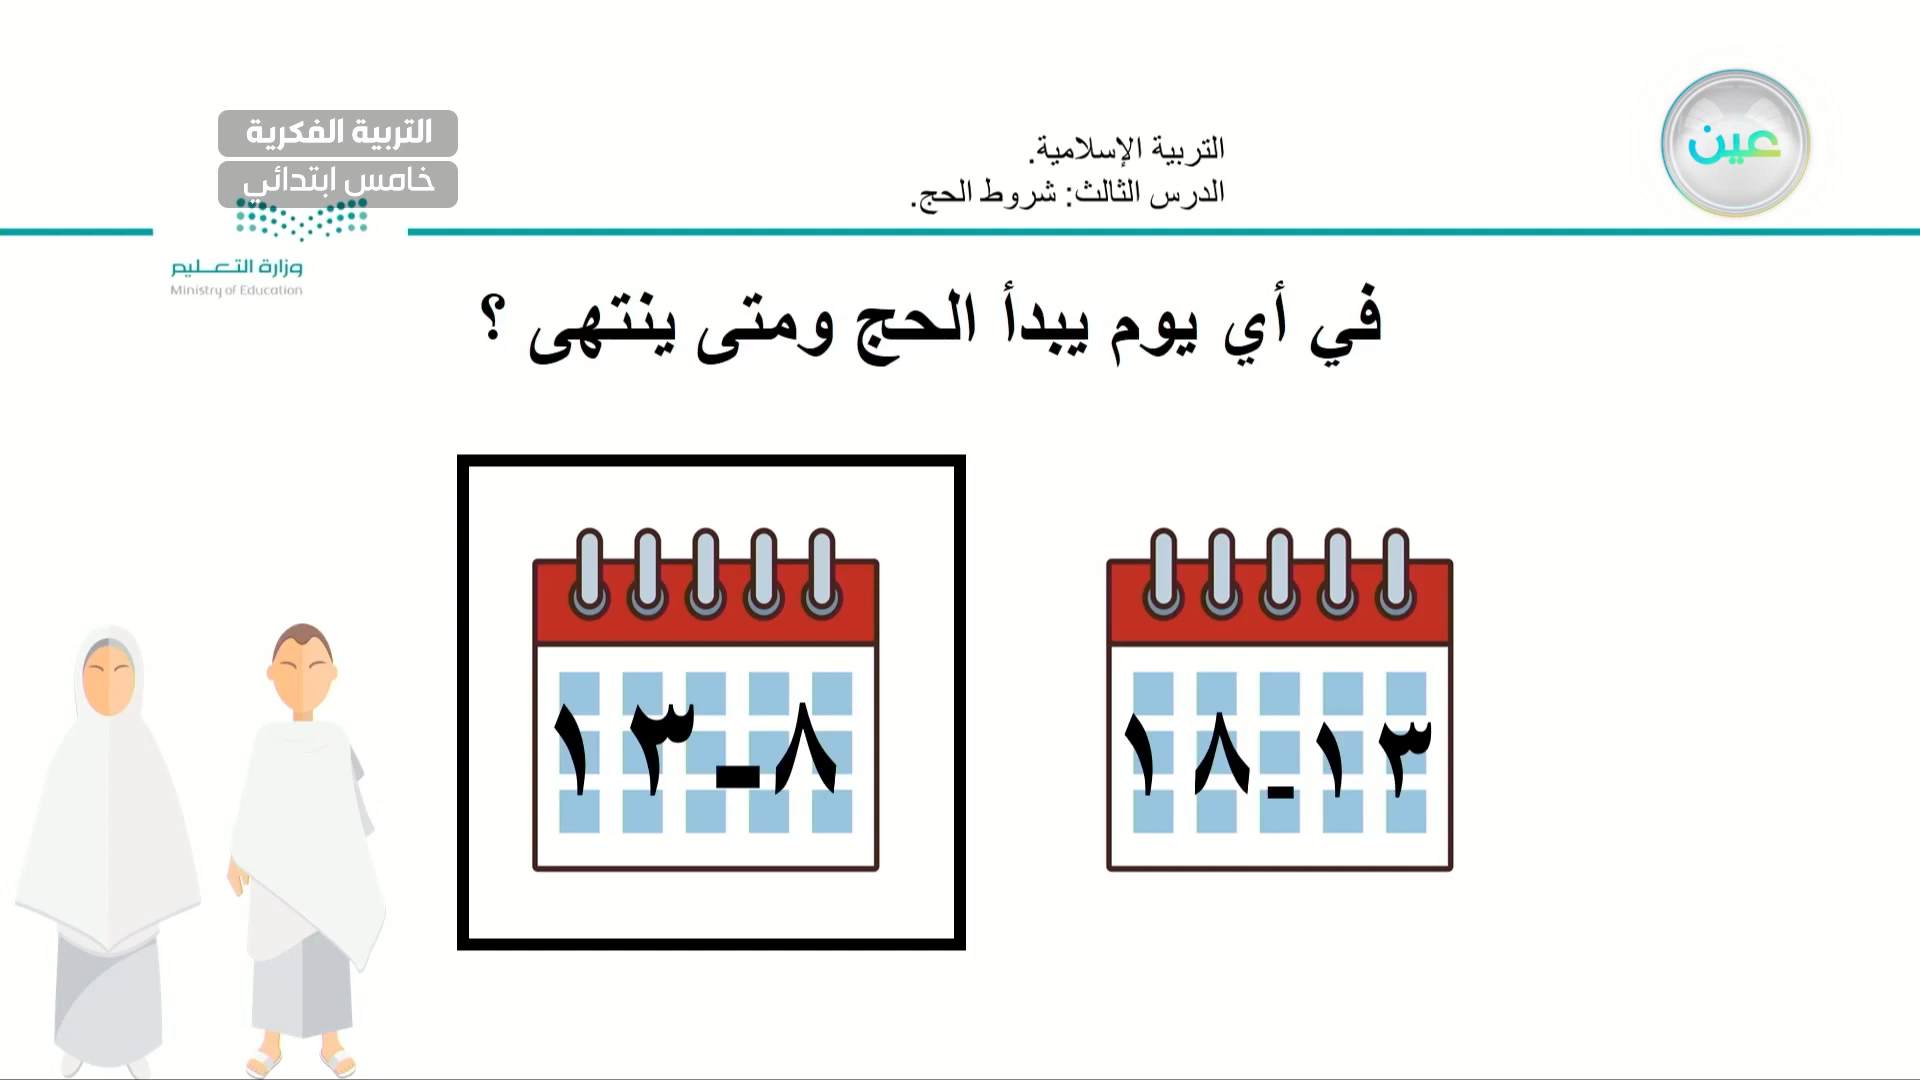 عين
التربية الإسلامية.
الدرس الثالث: شروط الحج.
التربية الفكرية
خامس ابتدائي
وزارة التعليم
Ministry of Education
في أي يوم يبدأ الحج ومتى ينتهى ؟
١٣-١٨
٨-١٣